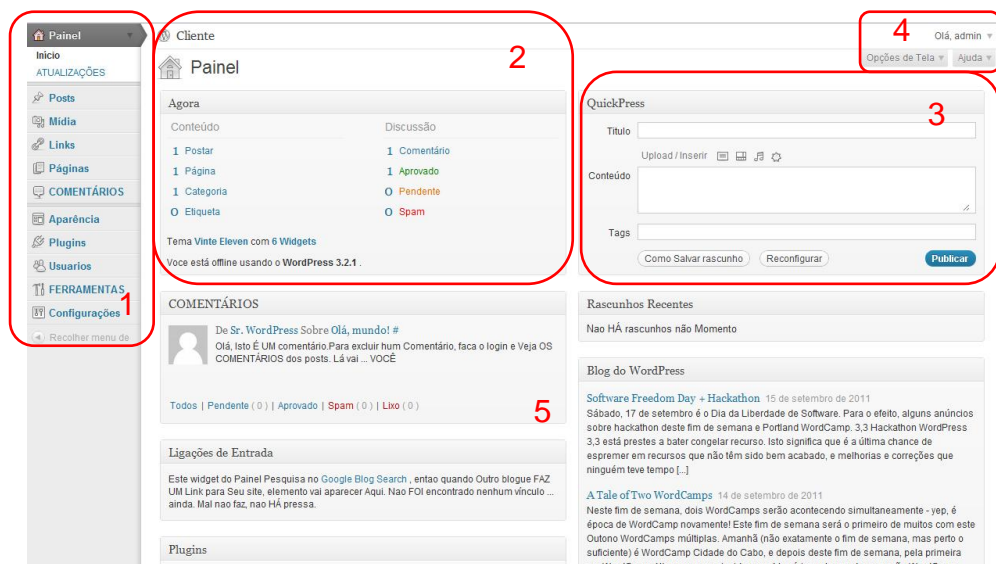 Painel
Início
ATUALIZAÇÕES
Posts
Mídia
Links
Páginas
COMENTÁRIOS
Aparência
Plugins
Usuarios
FERRAMENTAS
1
Configurações
Recolher menu de
Cliente
2
Painel
4
Olá, admin
Opções de Tela
Ajuda
Agora
Conteúdo
Discussão
1 Postar
1 Comentário
1 Página
1 Aprovado
1 Categoria
0 Pendente
0 Etiqueta
0 Spam
Tema Vinte Eleven com 6 Widgets
Voce está offline usando o WordPress 3.2.1 .
QuickPress
3
Titulo
Upload / Inserir
Conteúdo
Tags
Como Salvar rascunho
Reconfigurar
Publicar
COMENTÁRIOS
De Sr. WordPress Sobre Olá, mundo! #
Olá, Isto É UM comentário.Para excluir hum Comentário, faca o login e Veja OS
COMENTÁRIOS dos posts. Lá vai ... VOCÊ
Todos | Pendente ( 0 ) | Aprovado | Spam ( 0 ) | Lixo ( 0 )
5
Ligações de Entrada
Este widget do Painel Pesquisa no Google Blog Search , entao quando Outro blogue FAZ
UM Link para Seu site, elemento vai aparecer Aqui. Nao FOI encontrado nenhum vínculo ...
ainda. Mal nao faz, nao HÁ pressa.
Plugins
Rascunhos Recentes
Nao HÁ rascunhos não Momento
Blog do WordPress
Software Freedom Day + Hackathon 15 de setembro de 2011
Sábado, 17 de setembro é o Dia da Liberdade de Software. Para o efeito, alguns anúncios
sobre hackathon deste fim de semana e Portland WordCamp. 3,3 Hackathon WordPress
3,3 está prestes a bater congelar recurso. Isto significa que é a última chance de
espremer em recursos que não têm sido bem acabado, e melhorias e correções que
ninguém teve tempo [...]
A Tale of Two WordCamps 14 de setembro de 2011
Neste fim de semana, dois WordCamps serão acontecendo simultaneamente - yep, é
época de WordCamp novamente! Este fim de semana será o primeiro de muitos com este
Outono WordCamps múltiplas. Amanhã (não exatamente o fim de semana, mas perto o
suficiente) é WordCamp Cidade do Cabo, e depois deste fim de semana, pela primeira